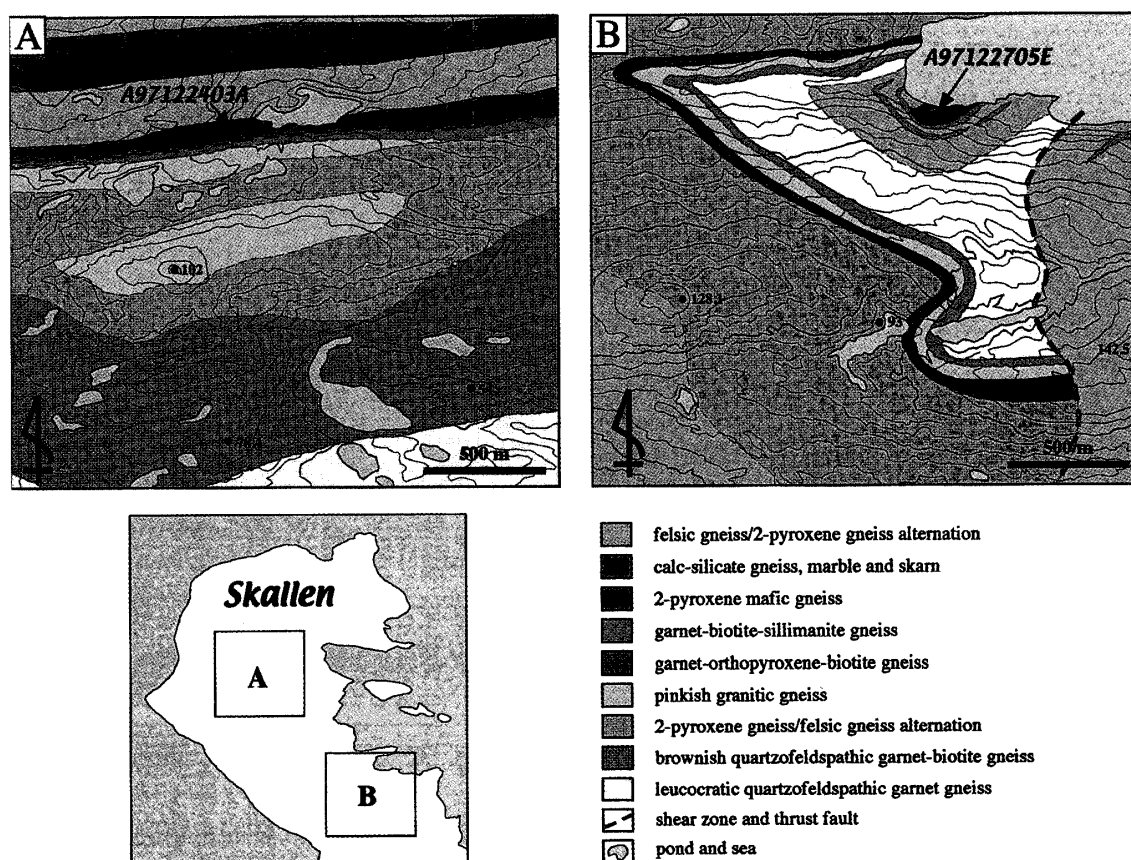 A
A97122403A
102
500 m
B
A97122705E
128.3
93
142.5
500 m
Skallen
A
B
felsic gneiss/2-pyroxene gneiss alternation
calc-silicate gneiss, marble and skarn
2-pyroxene mafic gneiss
garnet-biotite-sillimanite gneiss
garnet-orthopyroxene-biotite gneiss
pinkish granitic gneiss
2-pyroxene gneiss/felsic gneiss alternation
brownish quartzofeldspathic garnet-biotite gneiss
leucocratic quartzofeldspathic garnet gneiss
shear zone and thrust fault
pond and sea